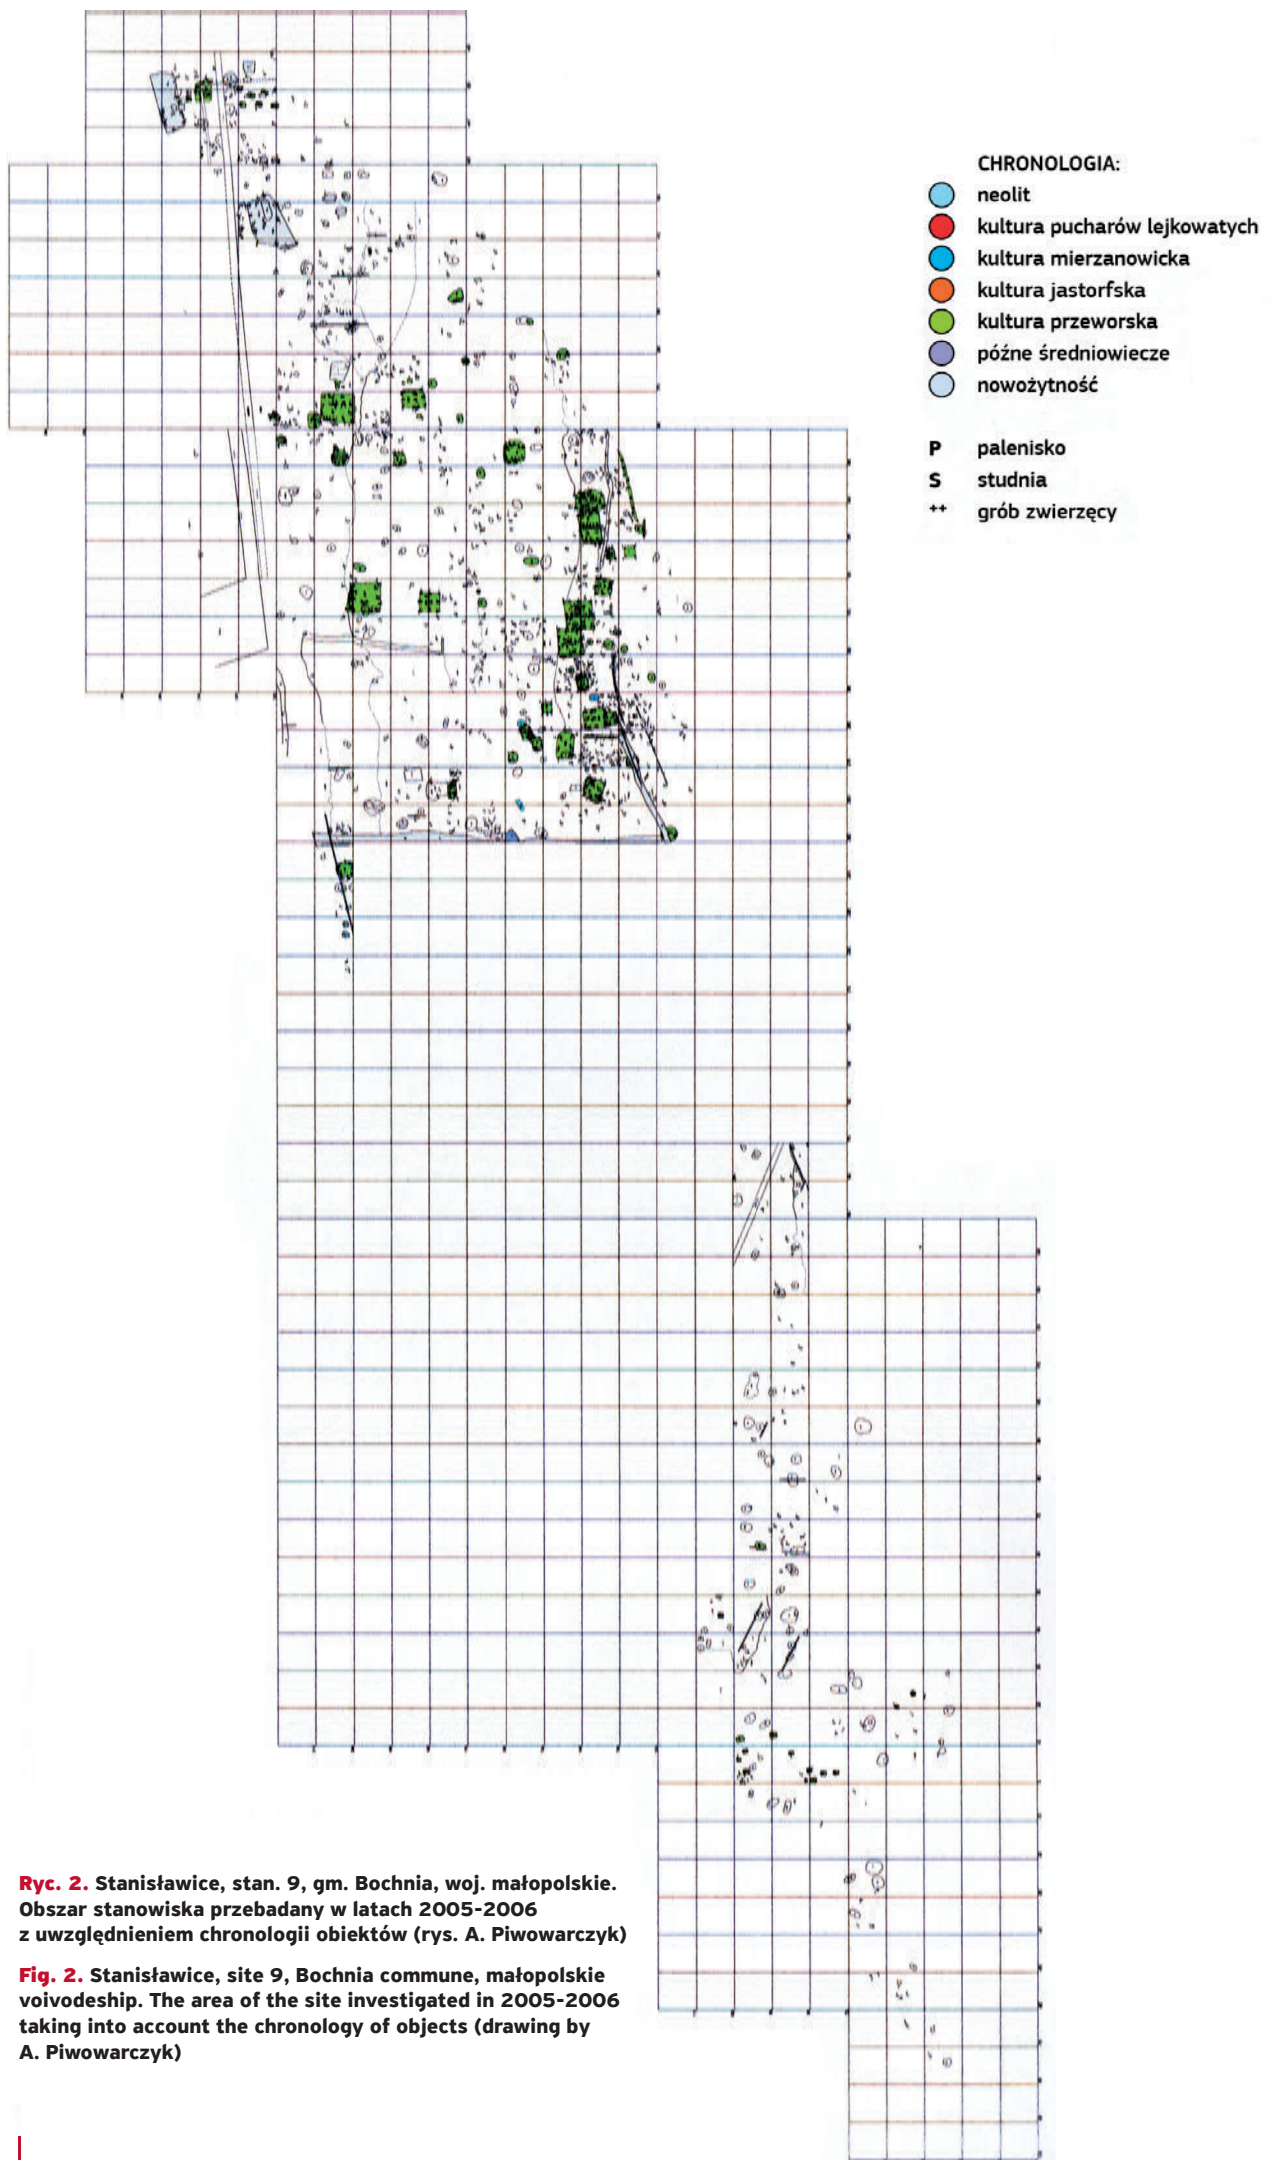 CHRONOLOGIA:
neolit
kultura pucharów lejkowatych
kultura mierzanowicka
kultura jastorfska
kultura przeworska
późne średniowiecze
nowożytność
P palenisko
S studnia
++ grób zwierzęcy
Ryc. 2. Stanisławice, stan. 9, gm. Bochnia, woj. małopolskie.
Obszar stanowiska przebadany w latach 2005-2006
z uwzględnieniem chronologii obiektów (rys. A. Piwowarczyk)
Fig. 2. Stanisławice, site 9, Bochnia commune, małopolskie
voivodeship. The area of the site investigated in 2005-2006
taking into account the chronology of objects (drawing by
A. Piwowarczyk)